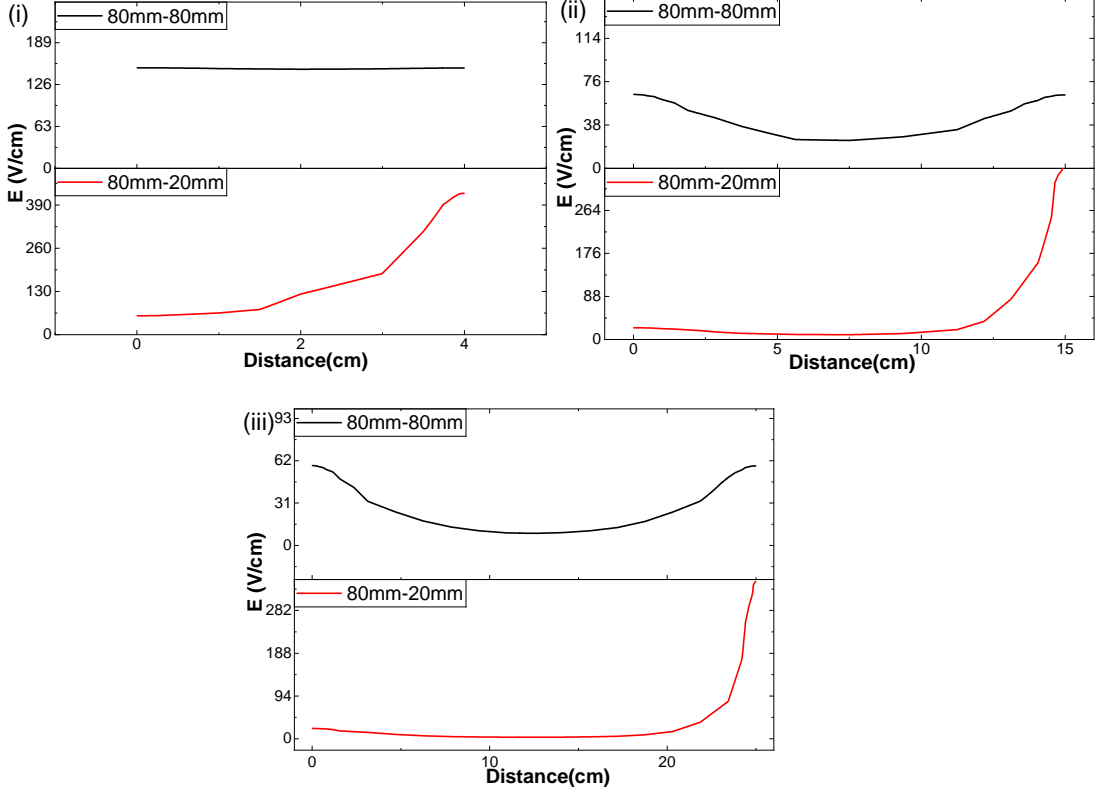 (i)
80mm-80mm
189
126
63
0
80mm-20mm
390
260
130
0
0
2
4
E (V/cm)
Distance(cm)
(ii)
80mm-80mm
114
76
38
0
80mm-20mm
264
176
88
0
0
5
10
15
E (V/cm)
Distance(cm)
(iii)
80mm-80mm
93
62
31
0
80mm-20mm
282
188
94
0
0
10
20
E (V/cm)
Distance(cm)